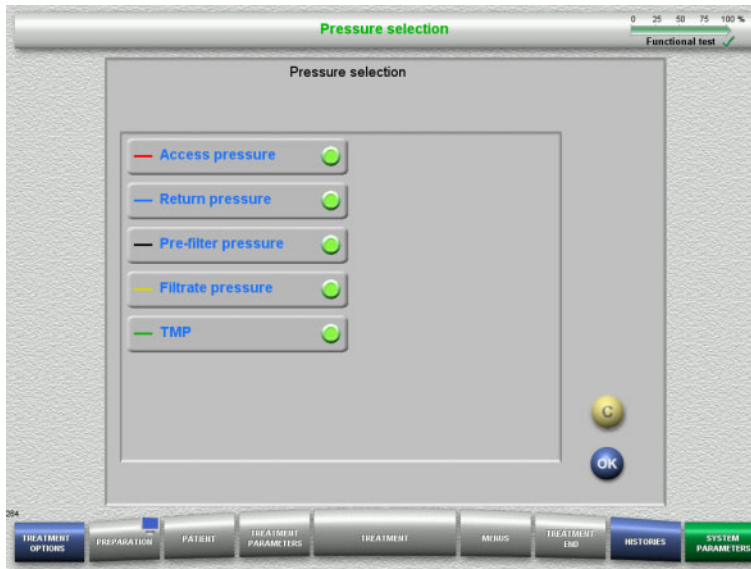 Pressure selection
0 25 50 75 100 %
Functional test
Pressure selection
Access pressure
Return pressure
Pre-filter pressure
Filtrate pressure
TMP
C
OK
284
TREATMENT
OPTIONS
PREPARATION
PATIENT
TREATMENT
PARAMETERS
TREATMENT
MENUS
TREATMENT
END
HISTORIES
SYSTEM
PARAMETERS